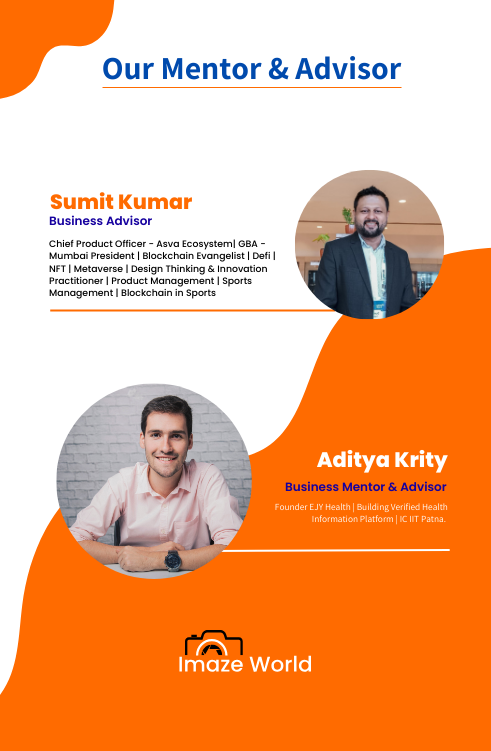 Our Mentor & Advisor
Sumit Kumar
Business Advisor
Chief Product Officer - Asva Ecosystem| GBA -
Mumbai President | Blockchain Evangelist | Defi |
NFT | Metaverse | Design Thinking & Innovation
Practitioner | Product Management | Sports
Management | Blockchain in Sports
Aditya Krity
Business Mentor & Advisor
Founder EJY Health | Building Verified Health
Information Platform | IC IIT Patna.
Imaze World